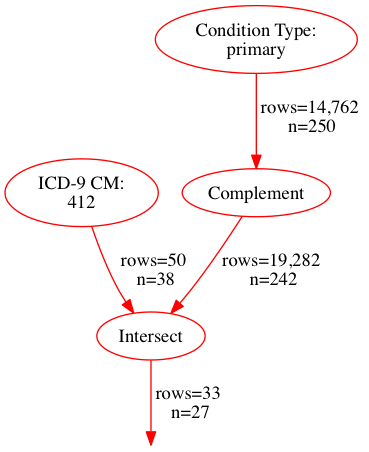 Condition Type:
primary
rows=14,762
n=250
ICD-9 CM:
412
Complement
rows=50
n=38
rows=19,282
n=242
Intersect
rows=33
n=27